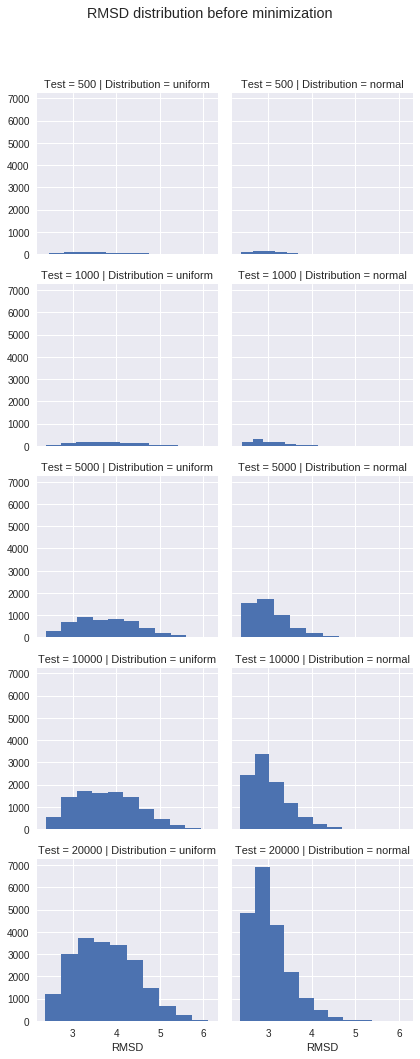 RMSD distribution before minimization
Test = 500 | Distribution = uniform
Test = 500 | Distribution = normal
7000
6000
5000
4000
3000
2000
1000
0
Test = 1000 | Distribution = uniform
Test = 1000 | Distribution = normal
7000
6000
5000
4000
3000
2000
1000
0
Test = 5000 | Distribution = uniform
Test = 5000 | Distribution = normal
7000
6000
5000
4000
3000
2000
1000
0
Test = 10000 | Distribution = uniform
Test = 10000 | Distribution = normal
7000
6000
5000
4000
3000
2000
1000
0
Test = 20000 | Distribution = uniform
Test = 20000 | Distribution = normal
7000
6000
5000
4000
3000
2000
1000
0
3 4 5 6
3 4 5 6
RMSD
RMSD